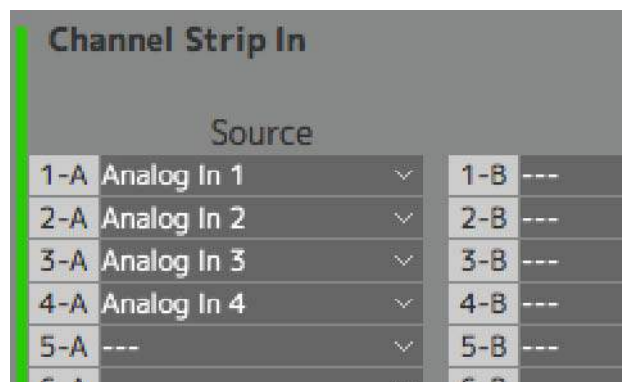 Channel Strip In
Source
1-A Analog In 1 1-B ---
2-A Analog In 2 2-B ---
3-A Analog In 3 3-B ---
4-A Analog In 4 4-B ---
5-A --- 5-B ---